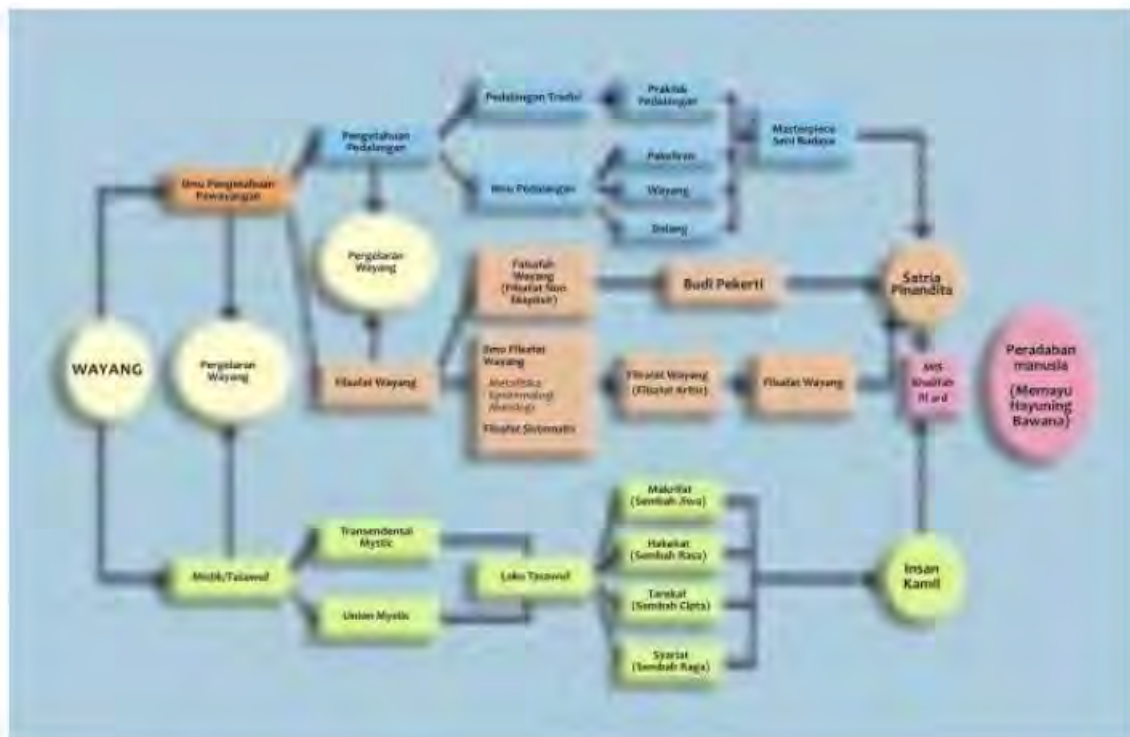 Pedalangan Tradisi
Praktek
Pedalangan
Pengetahuan
Pedalangan
Masterpiece
Seni Budaya
Pakeliran
Ilmu Pengetahuan
Pewayangan
Ilmu Pedalangan
Wayang
Dalang
Pergelaran
Wayang
Falsafah
Wayang
(Filsafat Non
Budi Pekerti
Satria
Pinandita
WAYANG
Pergelaran
Wayang
Filsafat Wayang
Ilmu Filsafat
Wayang
Metafisika
Epistemologi
Aksiologi
Filsafat Sistematis
Filsafat Wayang
(Filsafat
Filsafat Wayang
Khalifah
fil ard
Peradaban
manusia
(Memayu
Hayuning
Bawana)
Mistik/Tasawuf
Transendental
Mystic
Union Mystic
Laku Tasawuf
Makrifat
(Sembah Jiwa)
Hakekat
(Sembah Rasa)
Tarekat
(Sembah Cipta)
Syariat
(Sembah Raga)
Insan
Kamil